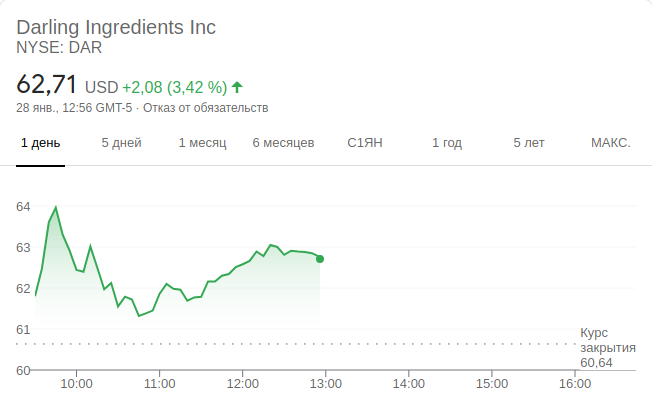 Darling Ingredients Inc
NYSE: DAR
62,71 USD +2,08 (3,42 %)
28 янв., 12:56 GMT-5 · Отказ от обязательств
1 день 5 дней 1 месяц 6 месяцев С1ЯН 1 год 5 лет МАКС.
64
63
62
61
Курс
закрытия
60,64
60
10:00 11:00 12:00 13:00 14:00 15:00 16:00